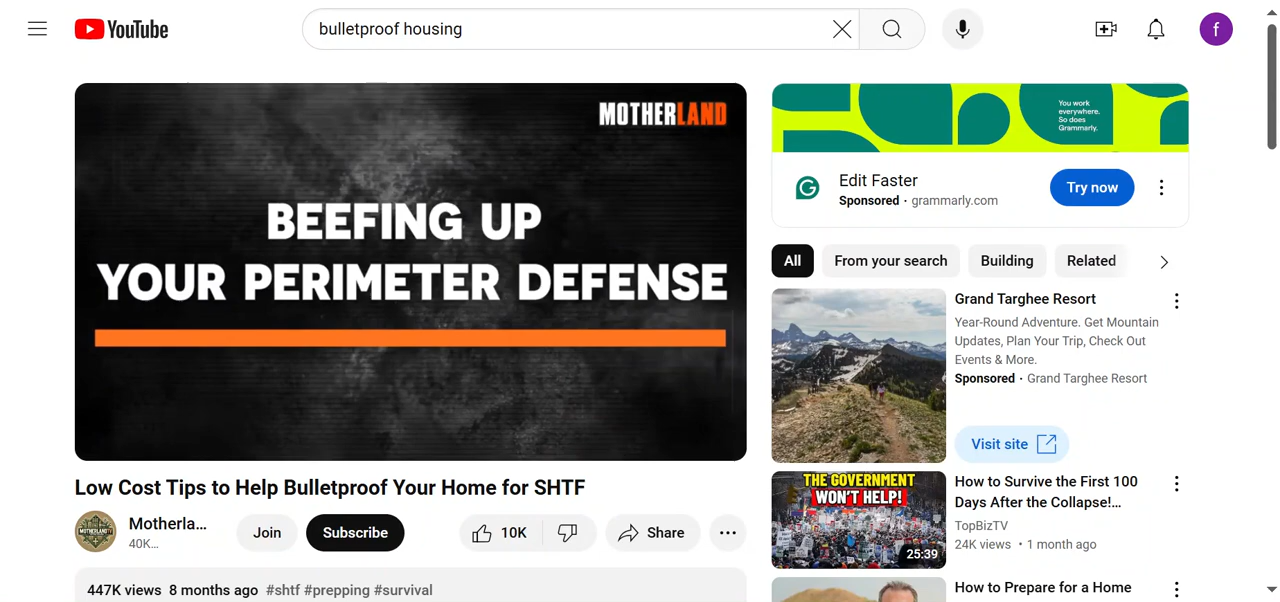 YouTube
bulletproof housing
f
MOTHERLAND
BEEFING UP
YOUR PERIMETER DEFENSE
You work
everywhere.
So does
Grammarly.
Edit Faster
Sponsored · grammarly.com
Try now
All
From your search
Building
Related
Grand Targhee Resort
Year-Round Adventure. Get Mountain
Updates, Plan Your Trip, Check Out
Events & More.
Sponsored · Grand Targhee Resort
Visit site
Low Cost Tips to Help Bulletproof Your Home for SHTF
Motherla...
40K...
Join
Subscribe
10K
Share
447K views 8 months ago #shtf #prepping #survival
THE GOVERNMENT
WON'T HELP!
25:39
How to Survive the First 100
Days After the Collapse!...
TopBizTV
24K views • 1 month ago
How to Prepare for a Home